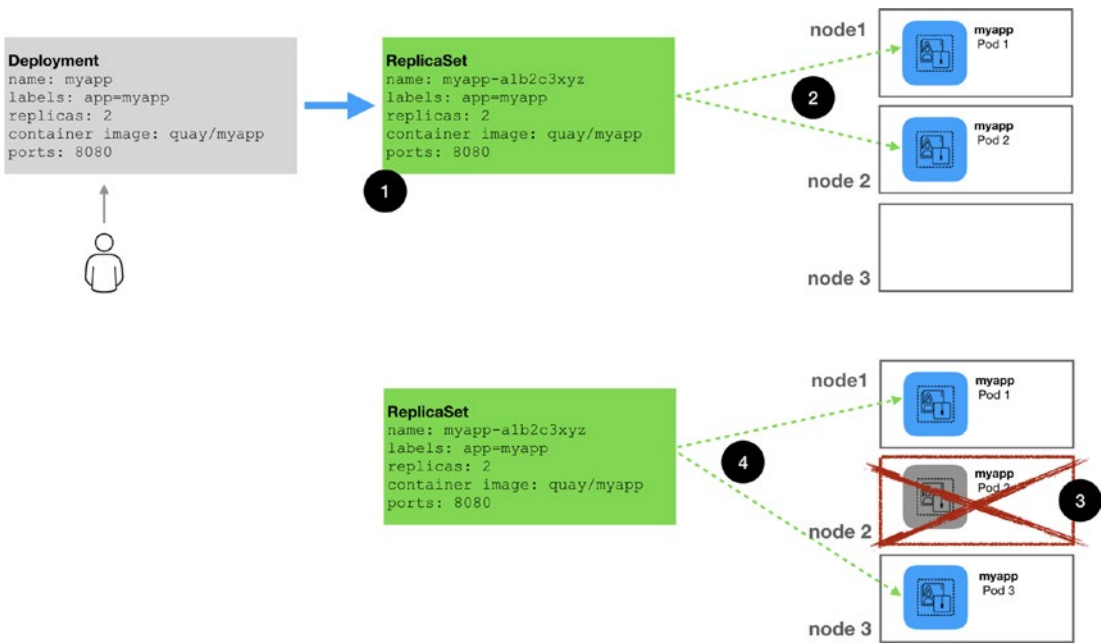 Deployment
name: myapp
labels: app=myapp
replicas: 2
container image: quay/myapp
ports: 8080
ReplicaSet
name: myapp-a1b2c3xyz
labels: app=myapp
replicas: 2
container image: quay/myapp
ports: 8080
1
2
node1
myapp
Pod 1
node 2
myapp
Pod 2
node 3
ReplicaSet
name: myapp-a1b2c3xyz
labels: app=myapp
replicas: 2
container image: quay/myapp
ports: 8080
4
node1
myapp
Pod 1
node 2
myapp
Pod 2
3
node 3
myapp
Pod 3